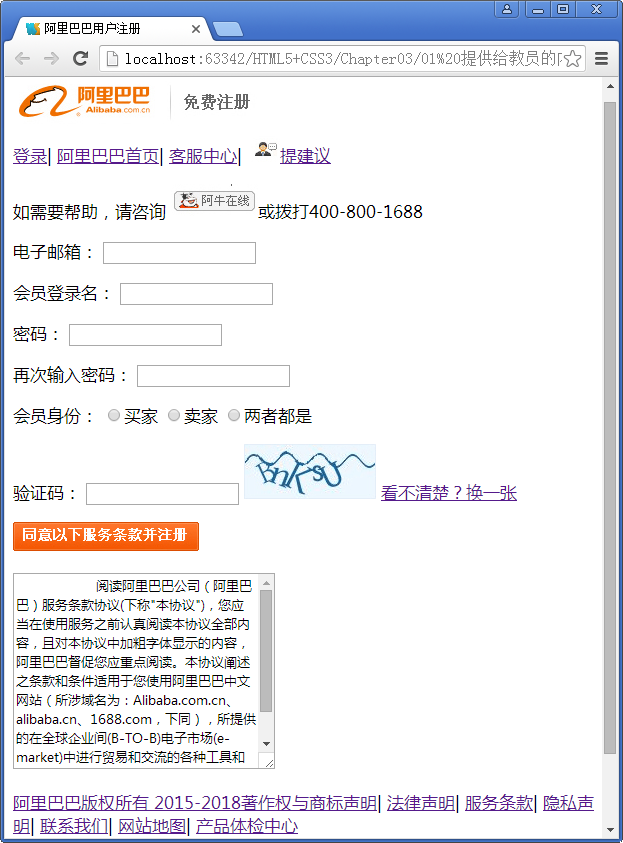 阿里巴巴用户注册
localhost:63342/HTML5+CSS3/Chapter03/01%20提供给教员的
阿里巴巴 Alibaba.com.cn 免费注册
登录| 阿里巴巴首页| 客服中心| 提建议
如需要帮助，请咨询 阿牛在线 或拨打400-800-1688
电子邮箱：
会员登录名：
密码：
再次输入密码：
会员身份： 买家 卖家 两者都是
验证码： BnKSU 看不清楚？换一张
同意以下服务条款并注册
阅读阿里巴巴公司（阿里巴
巴）服务条款协议(下称"本协议")，您应
当在使用服务之前认真阅读本协议全部内
容，且对本协议中加粗字体显示的内容，
阿里巴巴督促您应重点阅读。本协议阐述
之条款和条件适用于您使用阿里巴巴中文
网站（所涉域名为：Alibaba.com.cn、
alibaba.cn、1688.com，下同），所提供
的在全球企业间(B-TO-B)电子市场(e-
market)中进行贸易和交流的各种工具和
阿里巴巴版权所有 2015-2018著作权与商标声明| 法律声明| 服务条款| 隐私声
明| 联系我们| 网站地图| 产品体检中心